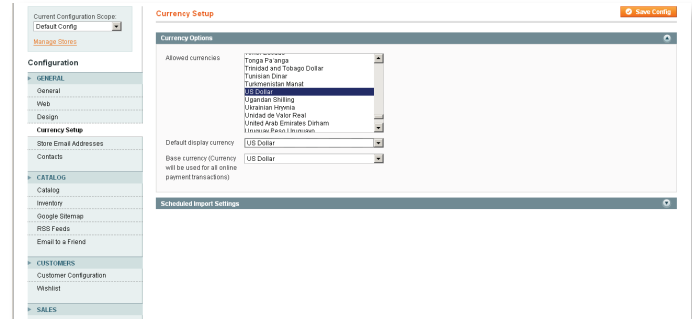 Current Configuration Scope:
Default Config
Manage Stores
Configuration
GENERAL
General
Web
Design
Currency Setup
Store Email Addresses
Contacts
CATALOG
Catalog
Inventory
Google Sitemap
RSS Feeds
Email to a Friend
CUSTOMERS
Customer Configuration
Wishlist
SALES
Currency Setup
Save Config
Currency Options
Allowed currencies
Tonga Pa'anga
Trinidad and Tobago Dollar
Tunisian Dinar
Turkmenistan Manat
US Dollar
Ugandan Shilling
Ukrainian Hryvnia
Unidad de Valor Real
United Arab Emirates Dirham
Uruguay Peso Uruguayo
Default display currency
US Dollar
Base currency (Currency
will be used for all online
payment transactions)
US Dollar
Scheduled Import Settings